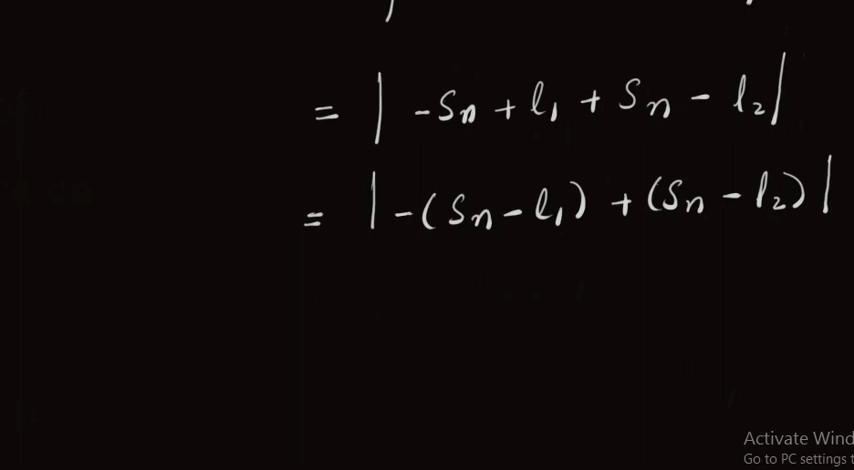 = | -Sn + l₁ + Sn - l₂ |
= | -(Sn - l₁) + (Sn - l₂) |
Activate Wind
Go to PC settings t